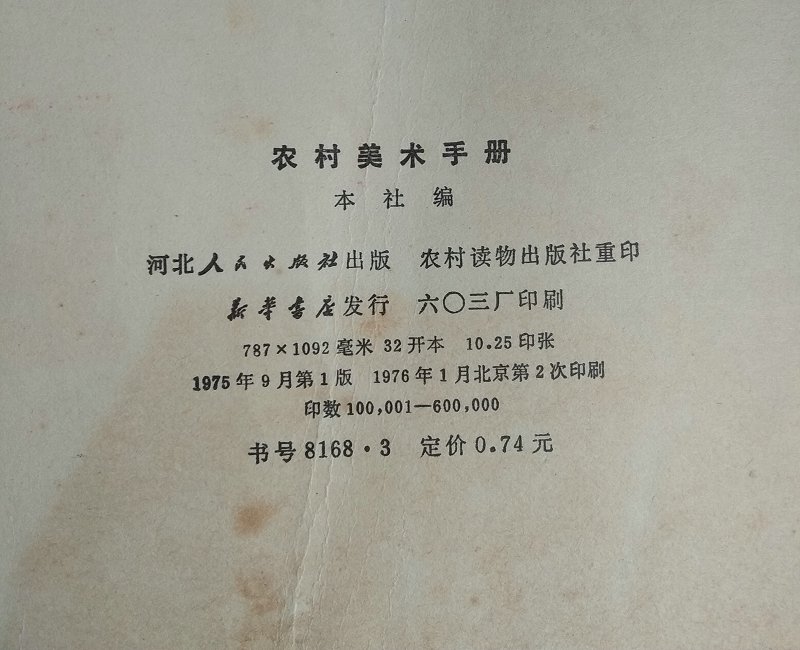 农村美术手册
本社编
河北人民出版社出版 农村读物出版社重印
新华书店发行 六〇三厂印刷
787×1092毫米 32开本 10.25印张
1975年9月第1版 1976年1月北京第2次印刷
印数100,001—600,000
书号8168·3 定价0.74元